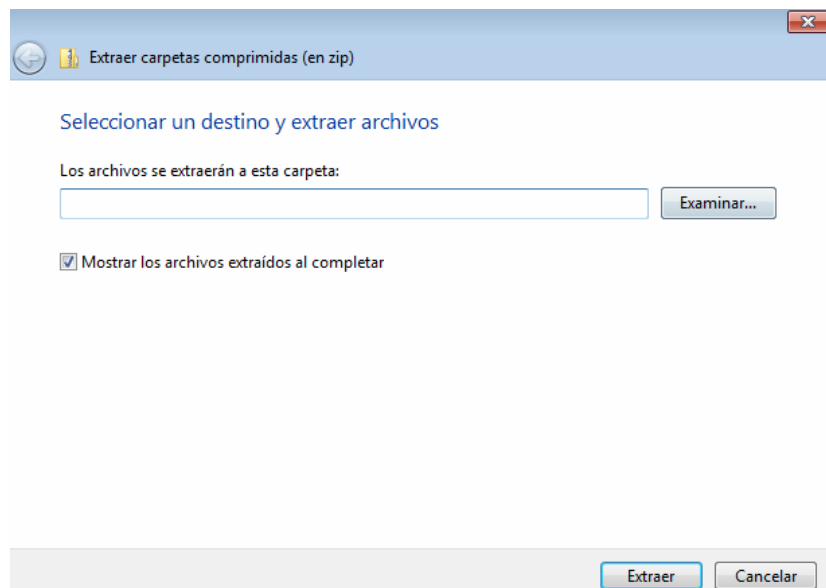 Extraer carpetas comprimidas (en zip)
Seleccionar un destino y extraer archivos
Los archivos se extraerán a esta carpeta:
Examinar...
Mostrar los archivos extraídos al completar
Extraer
Cancelar